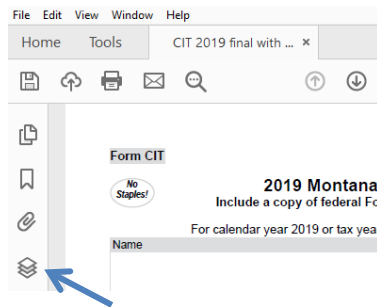 File Edit View Window Help
Home Tools CIT 2019 final with ... ×
Form CIT
No
Staples!
2019 Montana
Include a copy of federal Fo
For calendar year 2019 or tax yea
Name